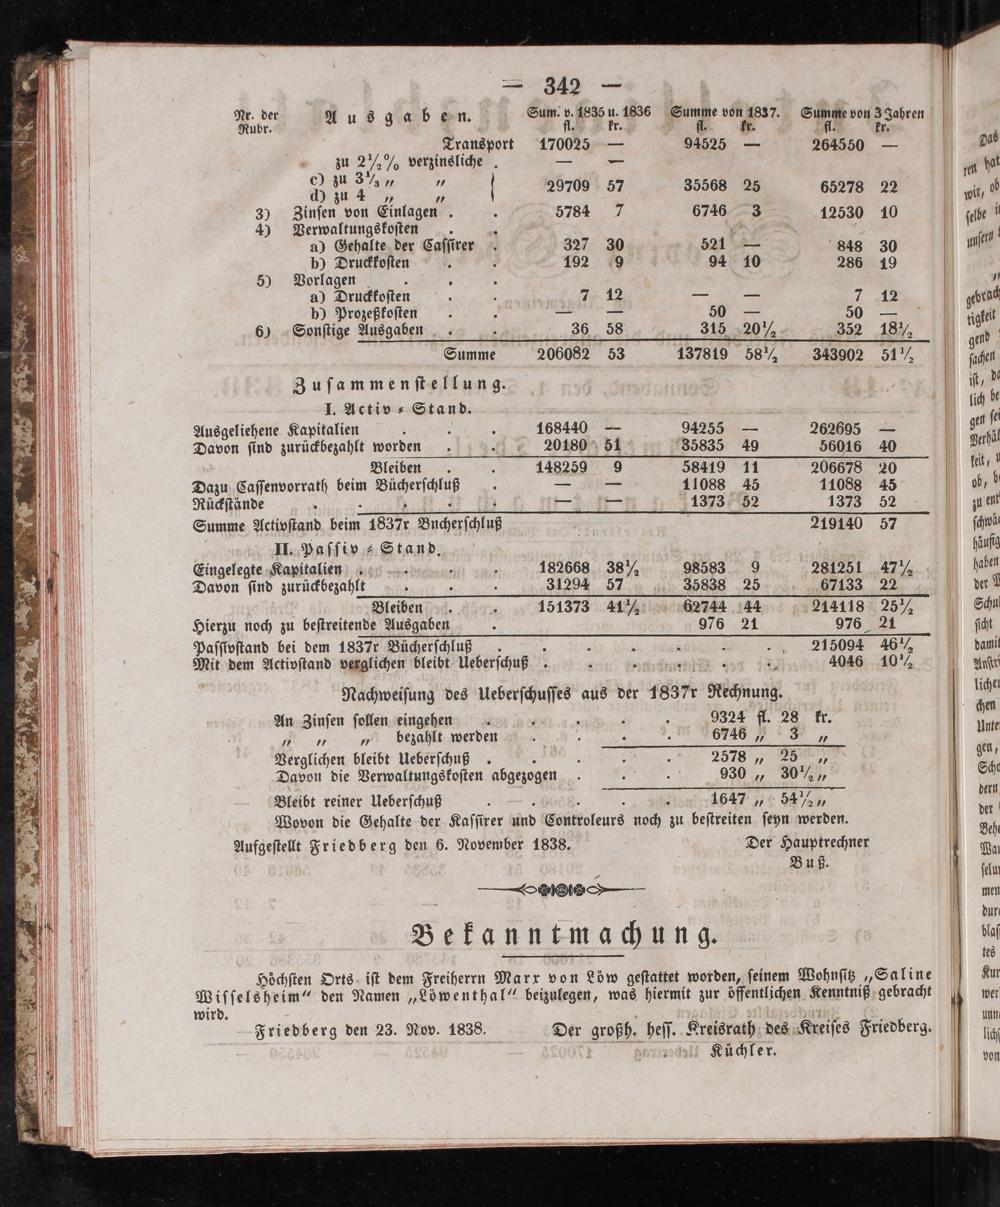 = 342 —
Nr. der Rubr. Ausgaben. Sum. v. 1835 u. 1836 Summe von 1837. Summe von 3 Jahren
fl. kr. fl. kr. fl. kr.
Transport 170025 — 94525 — 264550 —
zu 2½% verzinsliche . — —
c) zu 3⅓ „ „
d) zu 4 „ „ 29709 57 35568 25 65278 22
3) Zinsen von Einlagen . . 5784 7 6746 3 12530 10
4) Verwaltungskosten . .
a) Gehalte der Cassirer . 327 30 521 — 848 30
b) Druckkosten . . 192 9 94 10 286 19
5) Vorlagen . . .
a) Druckkosten . . 7 12 — — 7 12
b) Prozeßkosten . . — — 50 — 50 —
6) Sonstige Ausgaben . . 36 58 315 20½ 352 18½
Summe 206082 53 137819 58½ 343902 51½
Zusammenstellung.
I. Activ-Stand.
Ausgeliehene Kapitalien . . . 168440 — 94255 — 262695 —
Davon sind zurückbezahlt worden . . 20180 51 35835 49 56016 40
Bleiben . . 148259 9 58419 11 206678 20
Dazu Cassenvorrath beim Bücherschluß . — — 11088 45 11088 45
Rückstände . . . . . — — 1373 52 1373 52
Summe Activstand beim 1837r Bncherschluß 219140 57
II. Passiv-Stand.
Eingelegte Kapitalien . . . . 182668 38½ 98583 9 281251 47½
Davon sind zurückbezahlt . . . 31294 57 35838 25 67133 22
Bleiben . . 151373 41½ 62744 44 214118 25½
Hierzu noch zu bestreitende Ausgaben . 976 21 976 21
Passivstand bei dem 1837r Bücherschluß . . . . . . . 215094 46½
Mit dem Activstand verglichen bleibt Ueberschuß . . . . . . 4046 10½
Nachweisung des Ueberschusses aus der 1837r Rechnung.
An Zinsen sollen eingehen . . . . . 9324 fl. 28 kr.
„ „ „ bezahlt werden . . . . 6746 „ 3 „
Verglichen bleibt Ueberschuß . . . . . 2578 „ 25 „
Davon die Verwaltungskosten abgezogen . . . 930 „ 30½ „
Bleibt reiner Ueberschuß . . . . . 1647 „ 54½ „
Wovon die Gehalte der Kassirer und Controleurs noch zu bestreiten seyn werden.
Aufgestellt Friedberg den 6. November 1838. Der Hauptrechner
Buß.
Bekanntmachung.
Höchsten Orts ist dem Freiherrn Marx von Löw gestattet worden, seinem Wohnsitz „Saline
Wisselsheim“ den Namen „Löwenthal“ beizulegen, was hiermit zur öffentlichen Kenntniß gebracht
wird.
Friedberg den 23. Nov. 1838. Der großh. hess. Kreisrath des Kreises Friedberg.
Küchler.